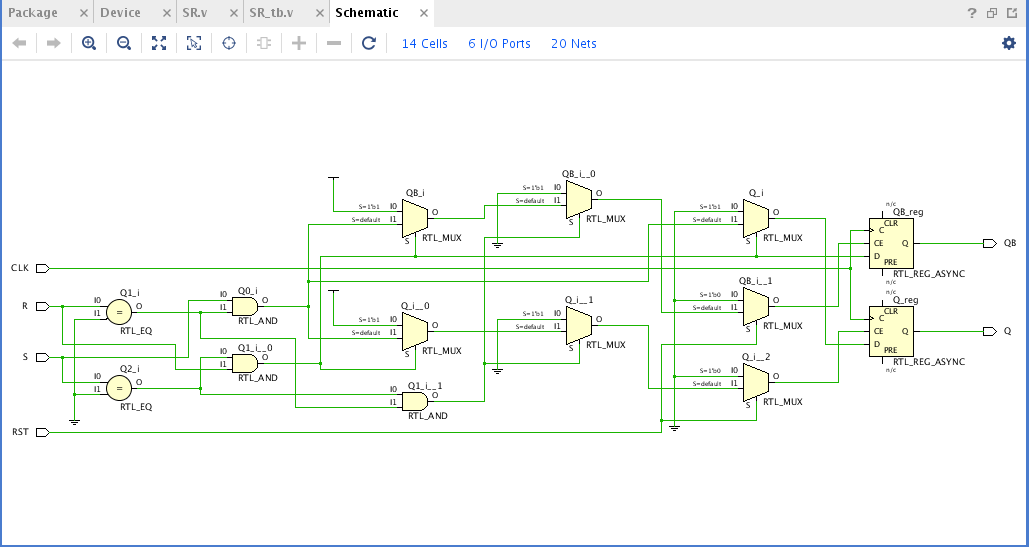 Package × Device × SR.v × SR_tb.v × Schematic × ?
14 Cells 6 I/O Ports 20 Nets
CLK
R
S
RST
Q1_i
I0
I1
O
=
RTL_EQ
Q2_i
I0
I1
O
=
RTL_EQ
Q0_i
I0
I1
O
RTL_AND
Q1_i__0
I0
I1
O
RTL_AND
Q1_i__1
I0
I1
O
RTL_AND
QB_i
S=1'b1 I0
S=default I1
O
S
RTL_MUX
Q_i__0
S=1'b1 I0
S=default I1
O
S
RTL_MUX
QB_i__0
S=1'b1 I0
S=default I1
O
S
RTL_MUX
Q_i__1
S=1'b1 I0
S=default I1
O
S
RTL_MUX
Q_i
S=1'b1 I0
S=default I1
O
S
RTL_MUX
QB_i__1
S=1'b0 I0
S=default I1
O
S
RTL_MUX
Q_i__2
S=1'b0 I0
S=default I1
O
S
RTL_MUX
n/c
QB_reg
CLR
C
CE Q
D
PRE
RTL_REG_ASYNC
n/c
n/c
Q_reg
CLR
C
CE Q
D
PRE
RTL_REG_ASYNC
n/c
QB
Q